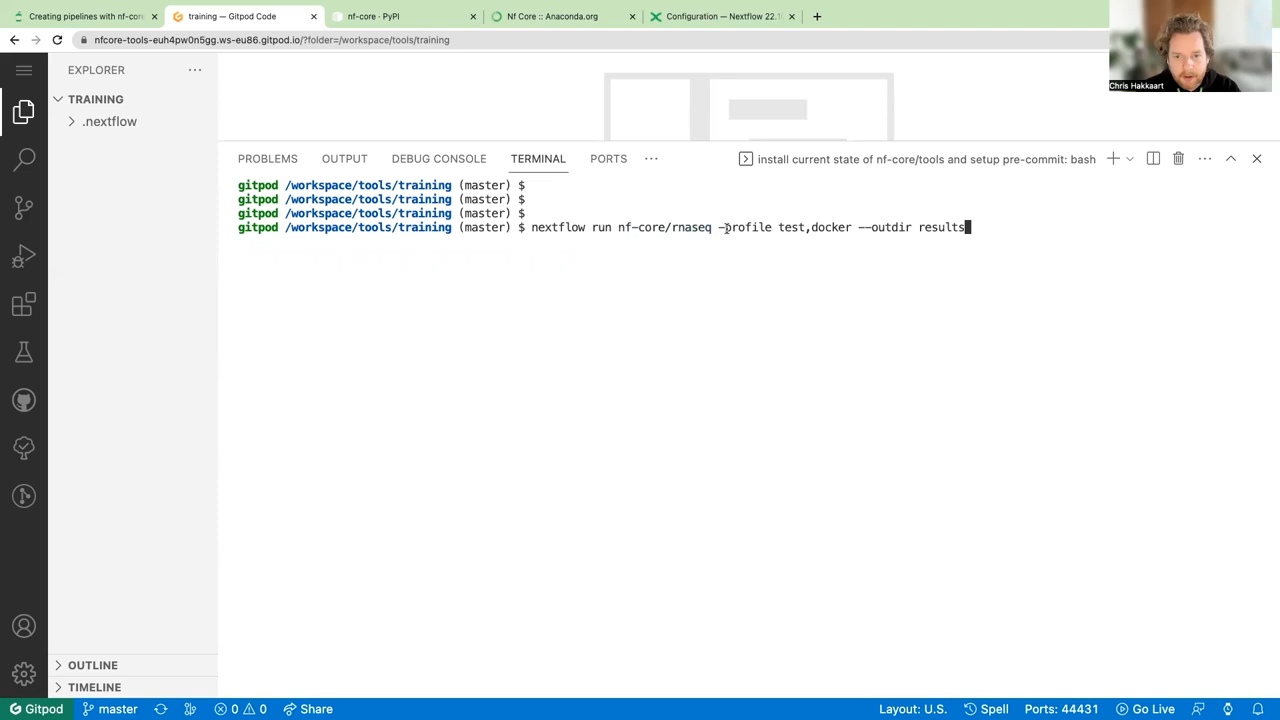 Creating pipelines with nf-cor
training — Gitpod Code
nf-core · PyPI
Nf Core :: Anaconda.org
Configuration — Nextflow 22.1
nfcore-tools-euh4pw0n5gg.ws-eu86.gitpod.io/?folder=/workspace/tools/training
Chris Hakkaart
EXPLORER
TRAINING
.nextflow
PROBLEMS OUTPUT DEBUG CONSOLE TERMINAL PORTS
install current state of nf-core/tools and setup pre-commit: bash
gitpod /workspace/tools/training (master) $
gitpod /workspace/tools/training (master) $
gitpod /workspace/tools/training (master) $
gitpod /workspace/tools/training (master) $ nextflow run nf-core/rnaseq -profile test,docker --outdir results
OUTLINE
TIMELINE
Gitpod master 0 0 Share Layout: U.S. Spell Ports: 44431 Go Live